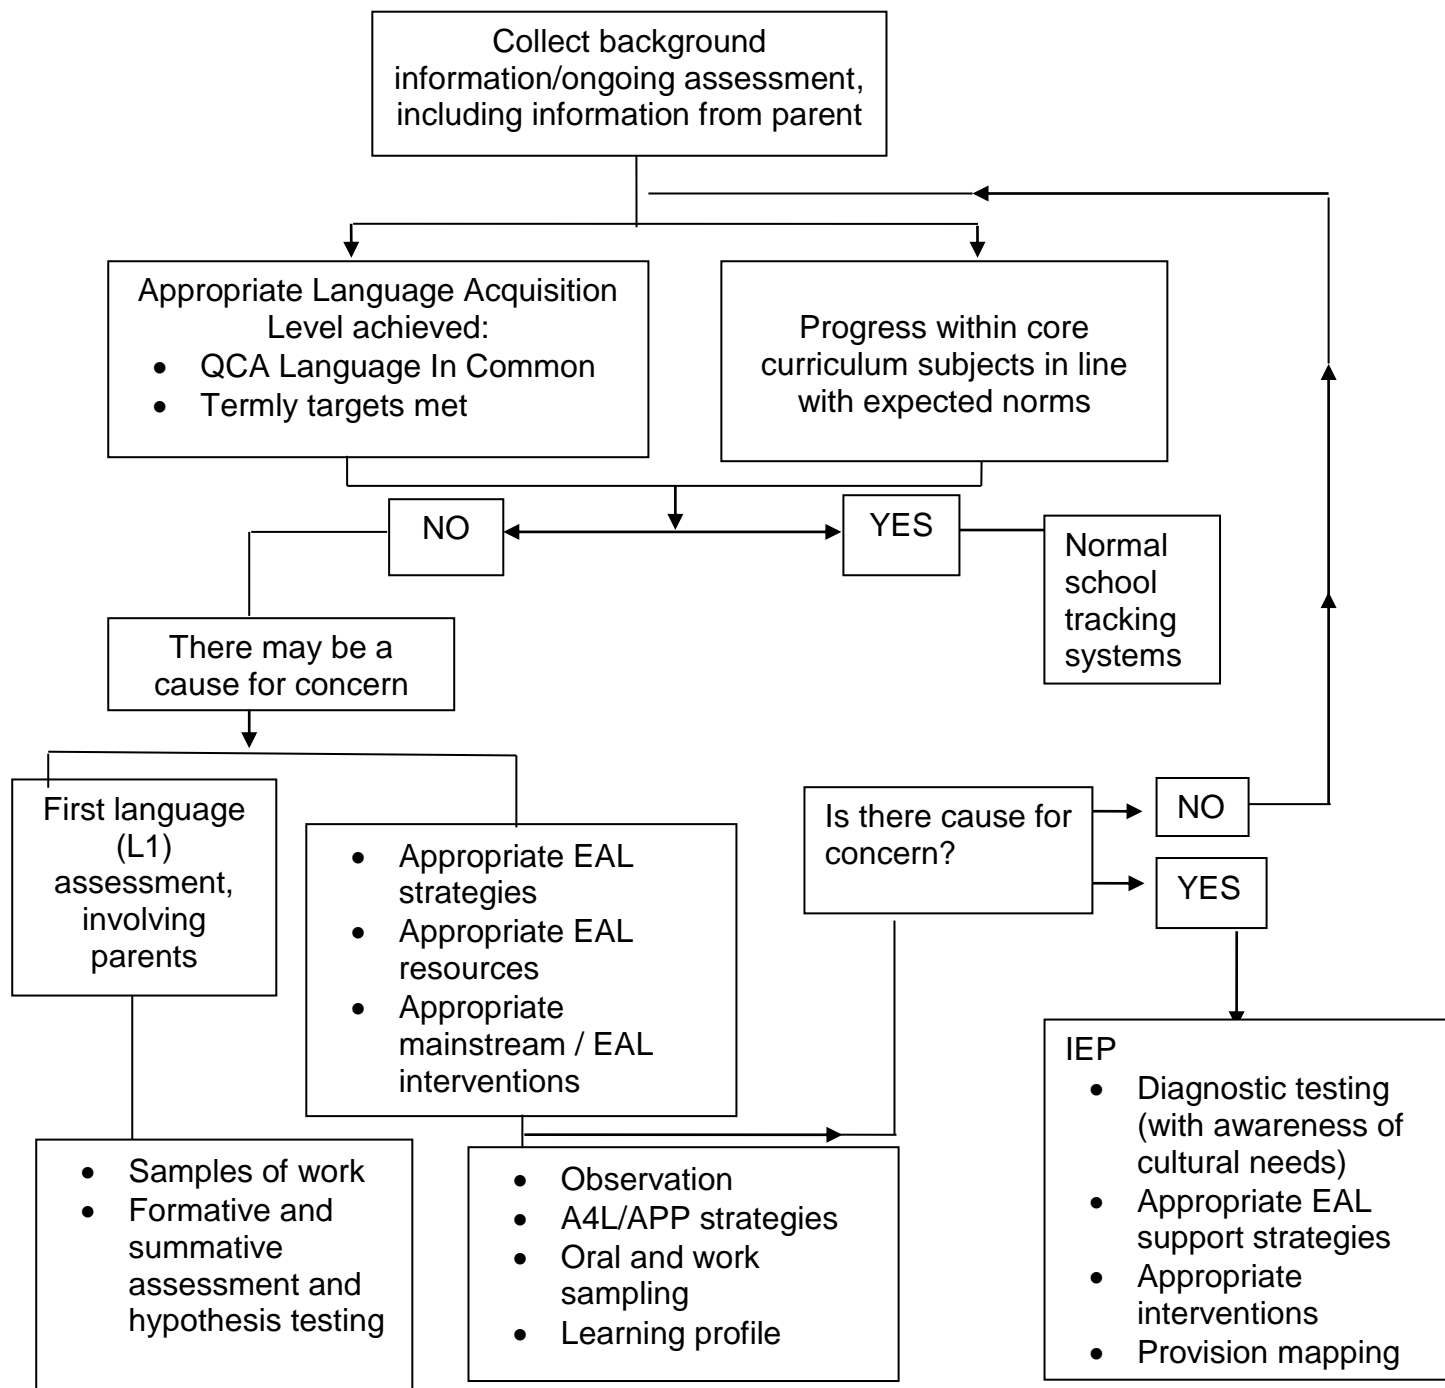 Collect background
information/ongoing assessment,
including information from parent
Appropriate Language Acquisition
Level achieved:
• QCA Language In Common
• Termly targets met
Progress within core
curriculum subjects in line
with expected norms
NO
YES
Normal
school
tracking
systems
There may be a
cause for concern
First language
(L1)
assessment,
involving
parents
• Appropriate EAL
strategies
• Appropriate EAL
resources
• Appropriate
mainstream / EAL
interventions
Is there cause for
concern?
NO
YES
• Samples of work
• Formative and
summative
assessment and
hypothesis testing
• Observation
• A4L/APP strategies
• Oral and work
sampling
• Learning profile
IEP
• Diagnostic testing
(with awareness of
cultural needs)
• Appropriate EAL
support strategies
• Appropriate
interventions
• Provision mapping